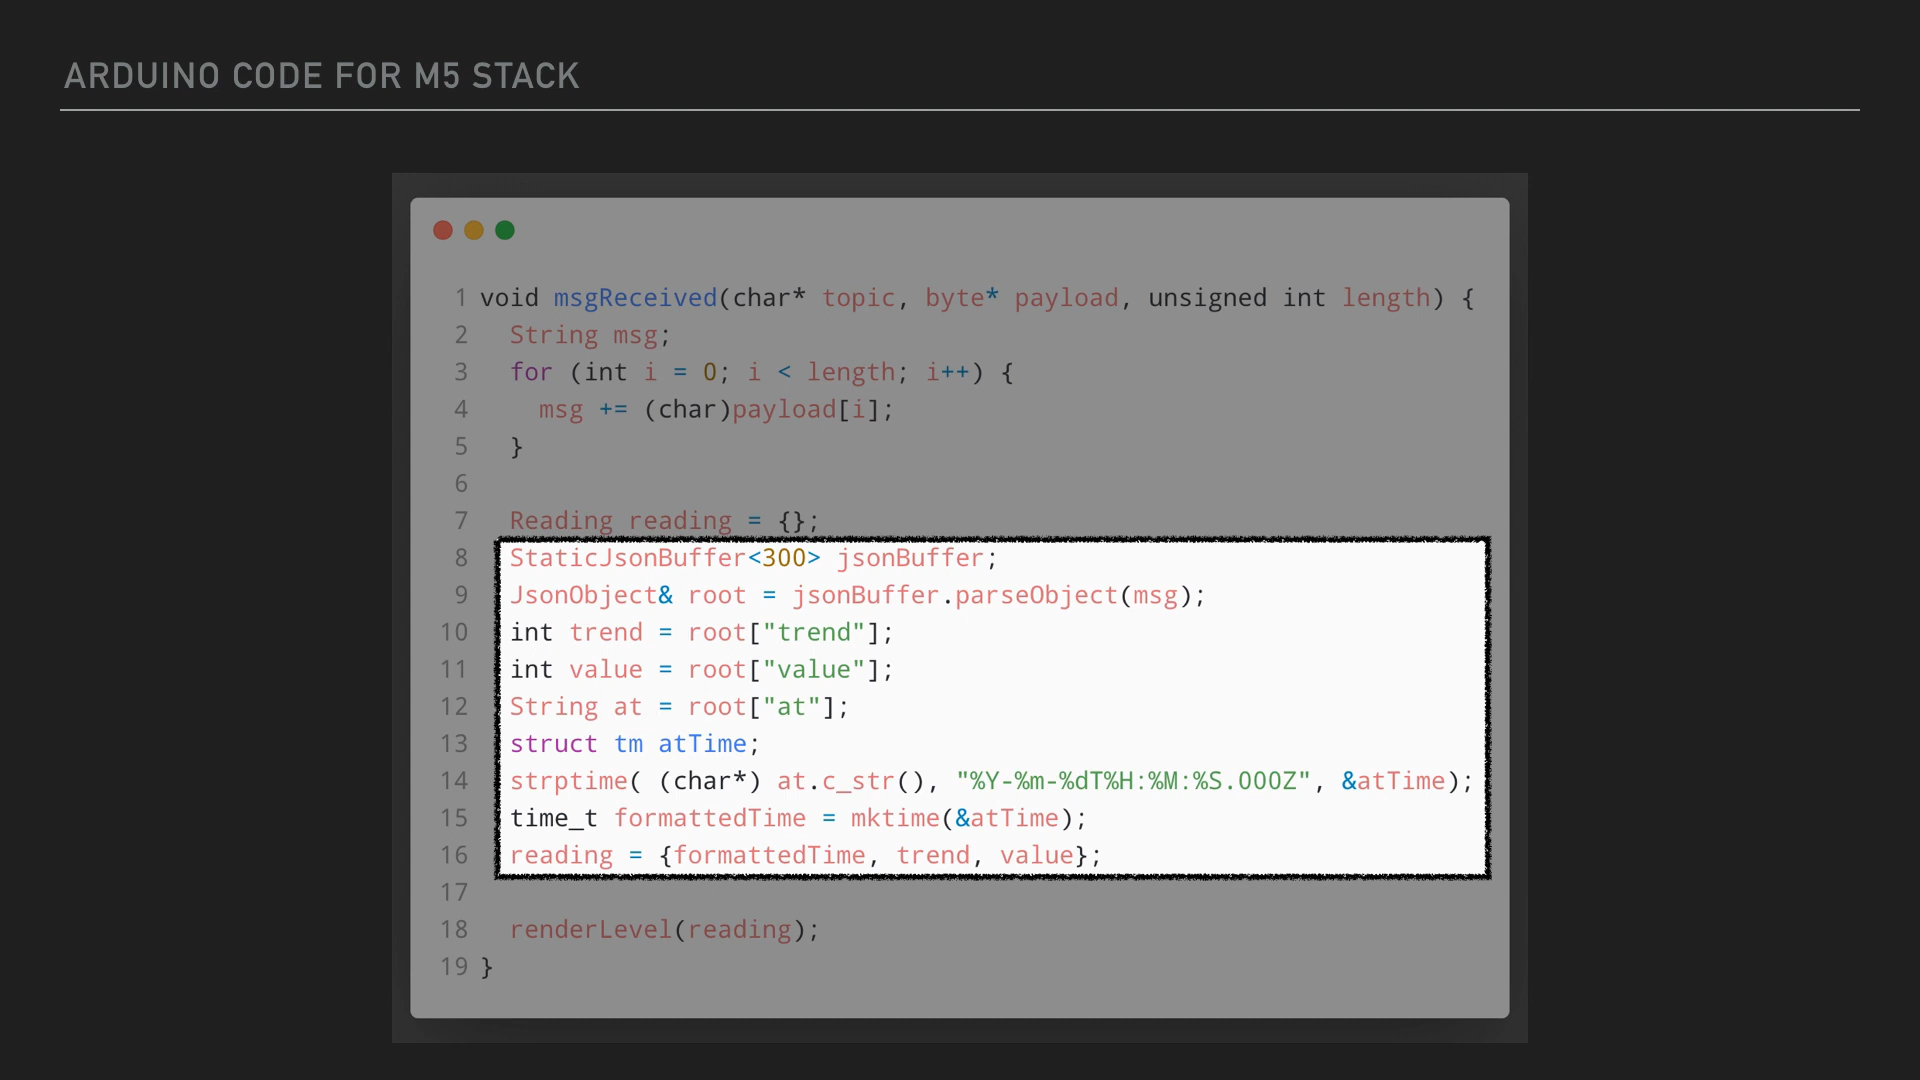 ARDUINO CODE FOR M5 STACK
1 void msgReceived(char* topic, byte* payload, unsigned int length) {
2   String msg;
3   for (int i = 0; i < length; i++) {
4     msg += (char)payload[i];
5   }
6
7   Reading reading = {};
8   StaticJsonBuffer<300> jsonBuffer;
9   JsonObject& root = jsonBuffer.parseObject(msg);
10   int trend = root["trend"];
11   int value = root["value"];
12   String at = root["at"];
13   struct tm atTime;
14   strptime( (char*) at.c_str(), "%Y-%m-%dT%H:%M:%S.000Z", &atTime);
15   time_t formattedTime = mktime(&atTime);
16   reading = {formattedTime, trend, value};
17
18   renderLevel(reading);
19 }